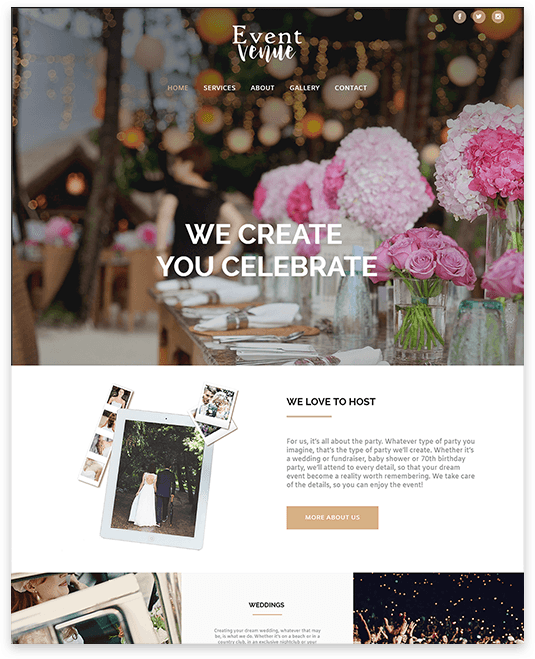 Event
Venue
HOME SERVICES ABOUT GALLERY CONTACT
WE CREATE
YOU CELEBRATE
WE LOVE TO HOST
For us, it's all about the party. Whatever type of party you
imagine, that's the type of party we'll create. Whether it's
a wedding or fundraiser, baby shower or 70th birthday
party, we'll attend to every detail, so that your dream
event become a reality worth remembering. We take care
of the details, so you can enjoy the event!
MORE ABOUT US
WEDDINGS
Creating your dream wedding, whatever that may
be, is what we do. Whether it's on a beach or in a
country club, in an exclusive nightclub or your